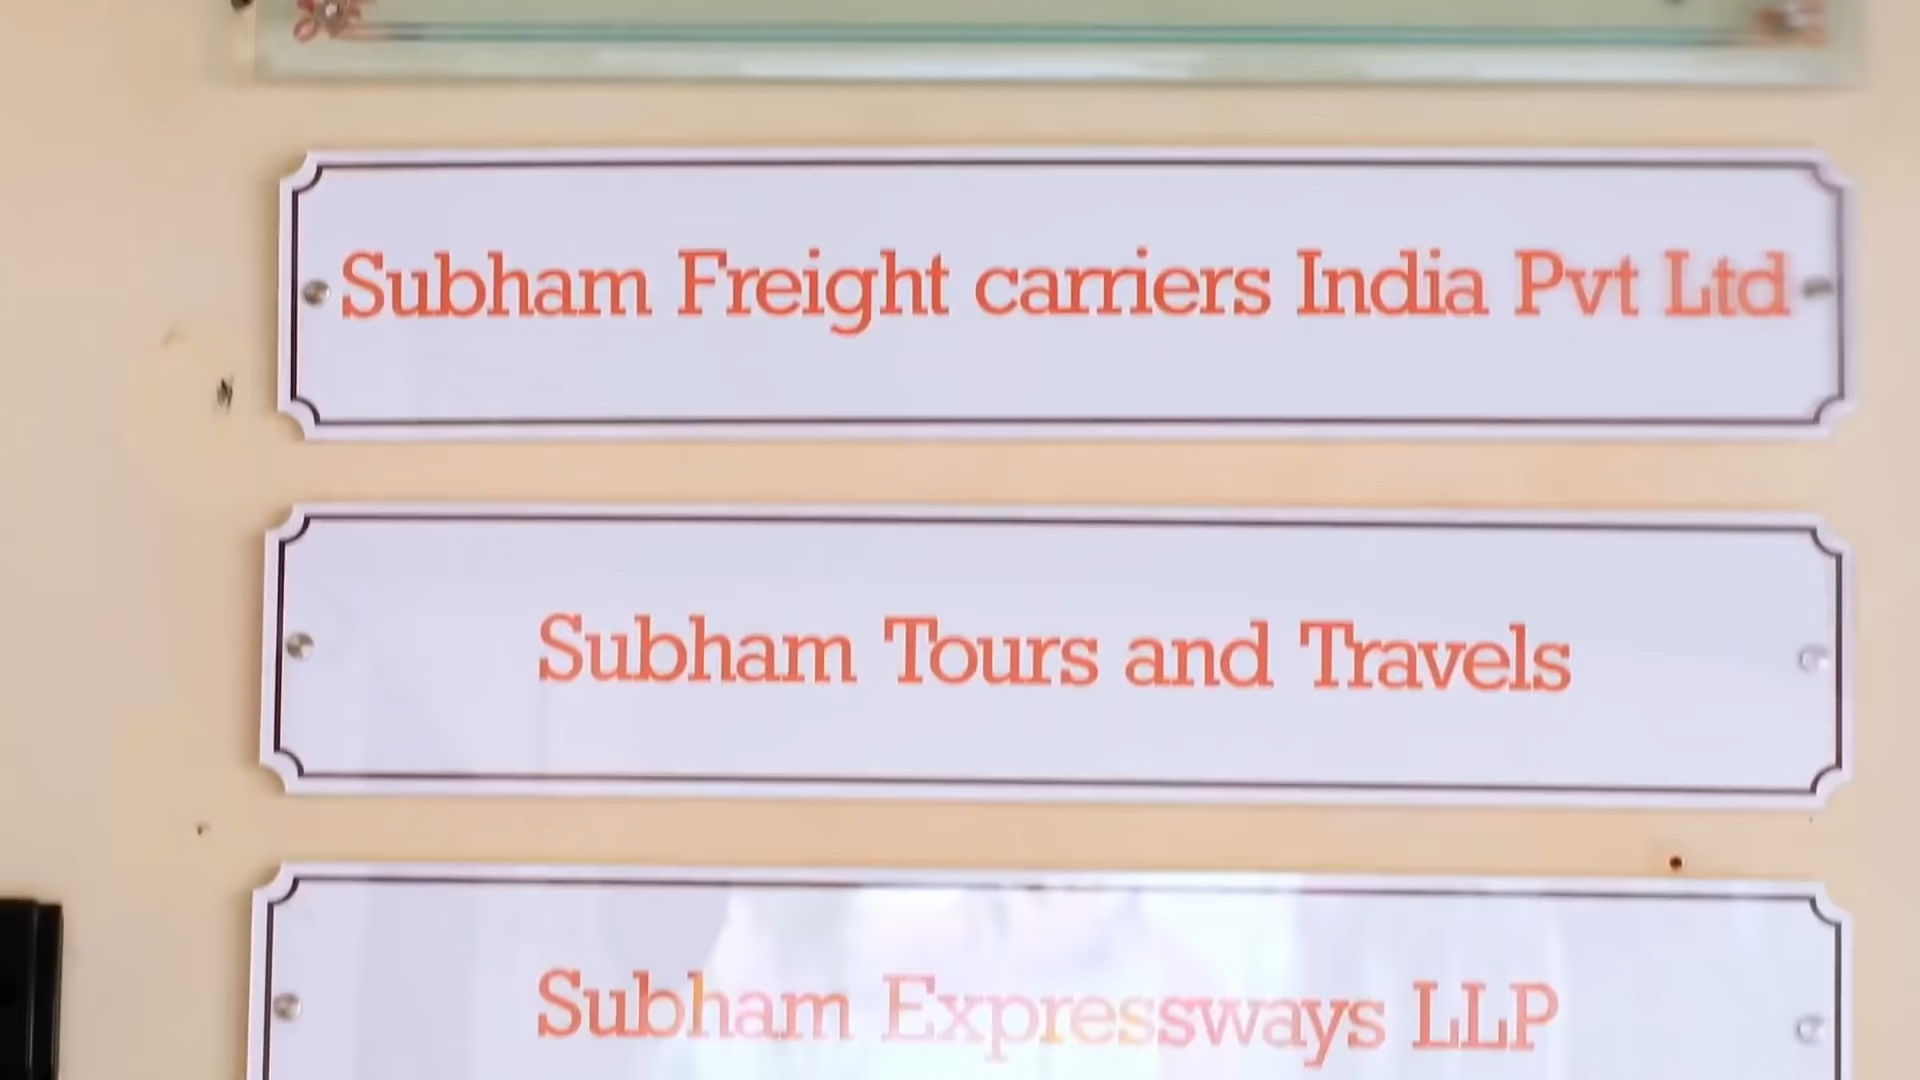 Subham Freight carriers India Pvt Ltd
Subham Tours and Travels
Subham Expressways LLP